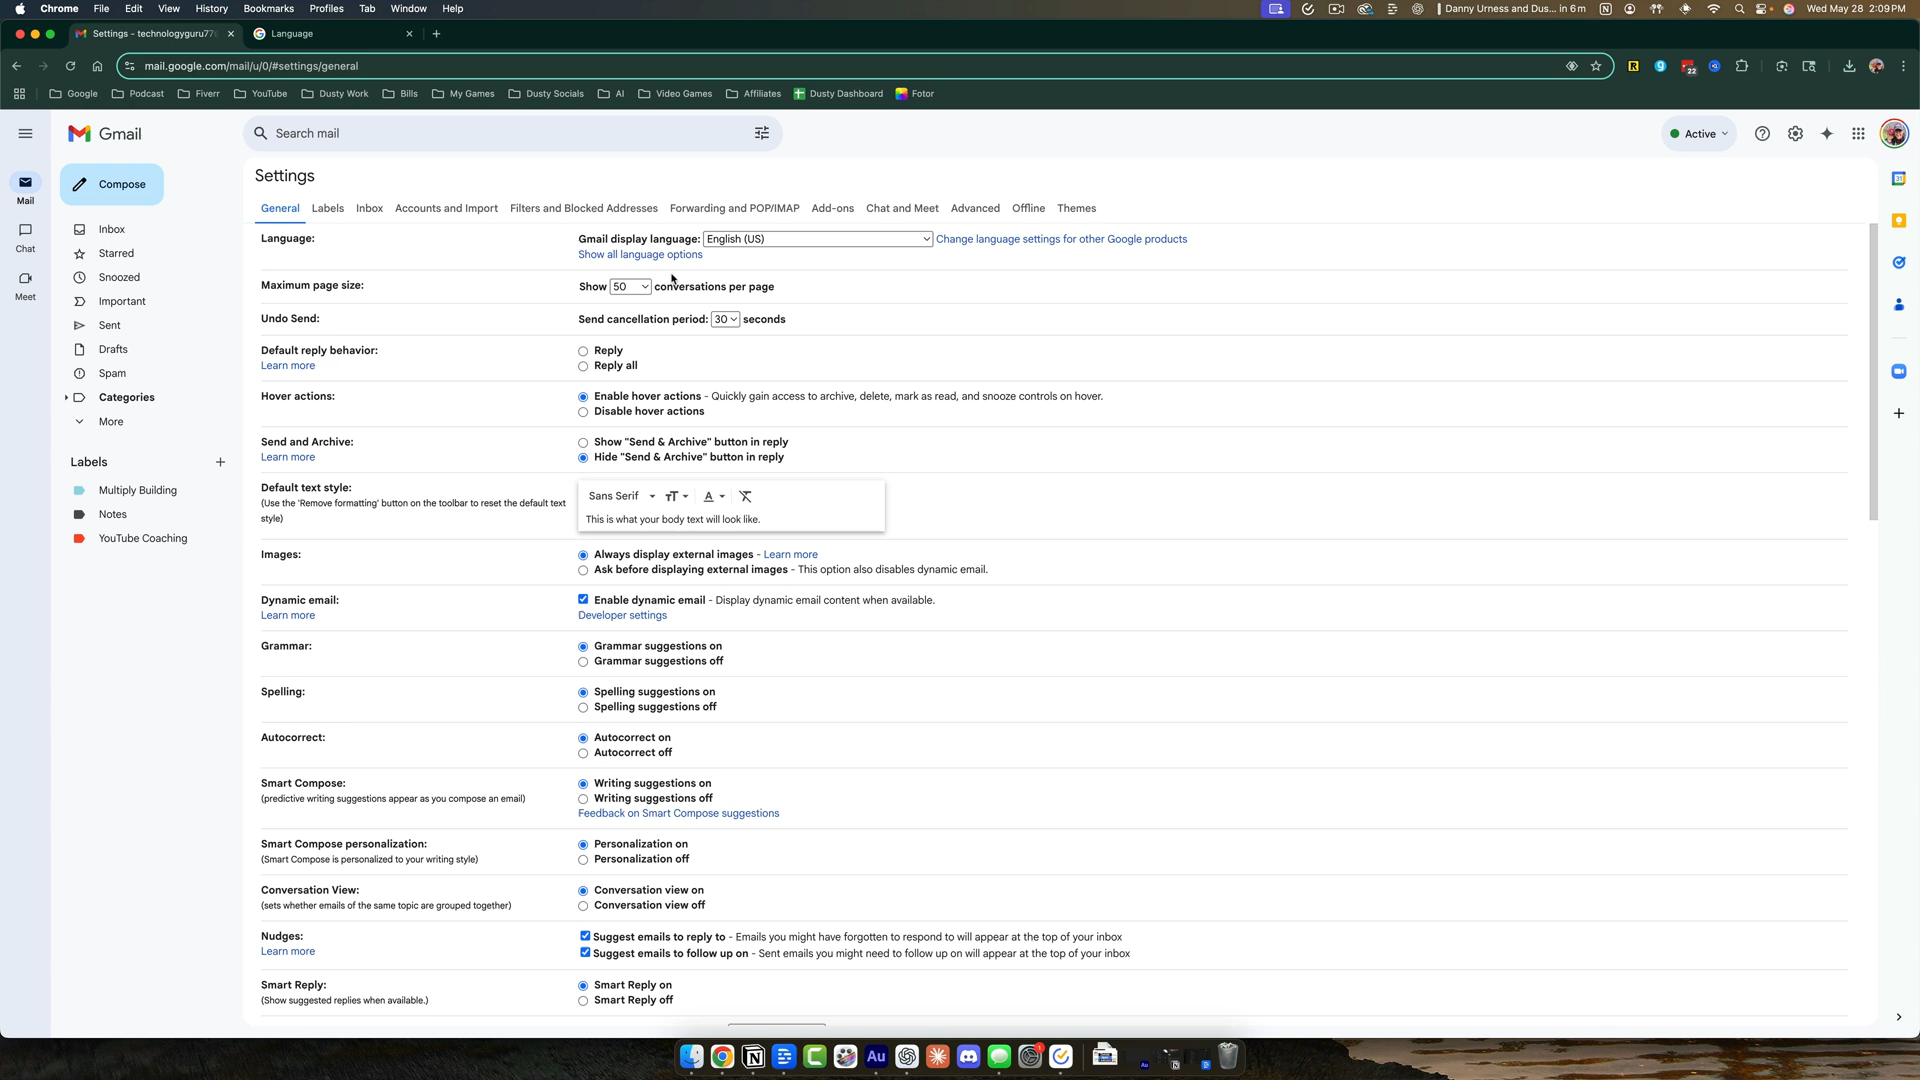 Chrome File Edit View History Bookmarks Profiles Tab Window Help
Danny Urness and Dus... in 6m Wed May 28 2:09 PM
Settings - technologyguru77
Language
mail.google.com/mail/u/0/#settings/general
22
Google Podcast Fiverr YouTube Dusty Work Bills My Games Dusty Socials AI Video Games Affiliates Dusty Dashboard Fotor
Gmail
Search mail
Active
Compose
Mail
Chat
Meet
Inbox
Starred
Snoozed
Important
Sent
Drafts
Spam
Categories
More
Labels
Multiply Building
Notes
YouTube Coaching
Settings
General Labels Inbox Accounts and Import Filters and Blocked Addresses Forwarding and POP/IMAP Add-ons Chat and Meet Advanced Offline Themes
Language: Gmail display language: English (US) Change language settings for other Google products
Show all language options
Maximum page size: Show 50 conversations per page
Undo Send: Send cancellation period: 30 seconds
Default reply behavior: Reply
Learn more Reply all
Hover actions: Enable hover actions - Quickly gain access to archive, delete, mark as read, and snooze controls on hover.
Disable hover actions
Send and Archive: Show "Send & Archive" button in reply
Learn more Hide "Send & Archive" button in reply
Default text style:
(Use the 'Remove formatting' button on the toolbar to reset the default text
style)
Sans Serif
This is what your body text will look like.
Images: Always display external images - Learn more
Ask before displaying external images - This option also disables dynamic email.
Dynamic email: Enable dynamic email - Display dynamic email content when available.
Learn more Developer settings
Grammar: Grammar suggestions on
Grammar suggestions off
Spelling: Spelling suggestions on
Spelling suggestions off
Autocorrect: Autocorrect on
Autocorrect off
Smart Compose: Writing suggestions on
(predictive writing suggestions appear as you compose an email) Writing suggestions off
Feedback on Smart Compose suggestions
Smart Compose personalization: Personalization on
(Smart Compose is personalized to your writing style) Personalization off
Conversation View: Conversation view on
(sets whether emails of the same topic are grouped together) Conversation view off
Nudges: Suggest emails to reply to - Emails you might have forgotten to respond to will appear at the top of your inbox
Learn more Suggest emails to follow up on - Sent emails you might need to follow up on will appear at the top of your inbox
Smart Reply: Smart Reply on
(Show suggested replies when available.) Smart Reply off
Au
1